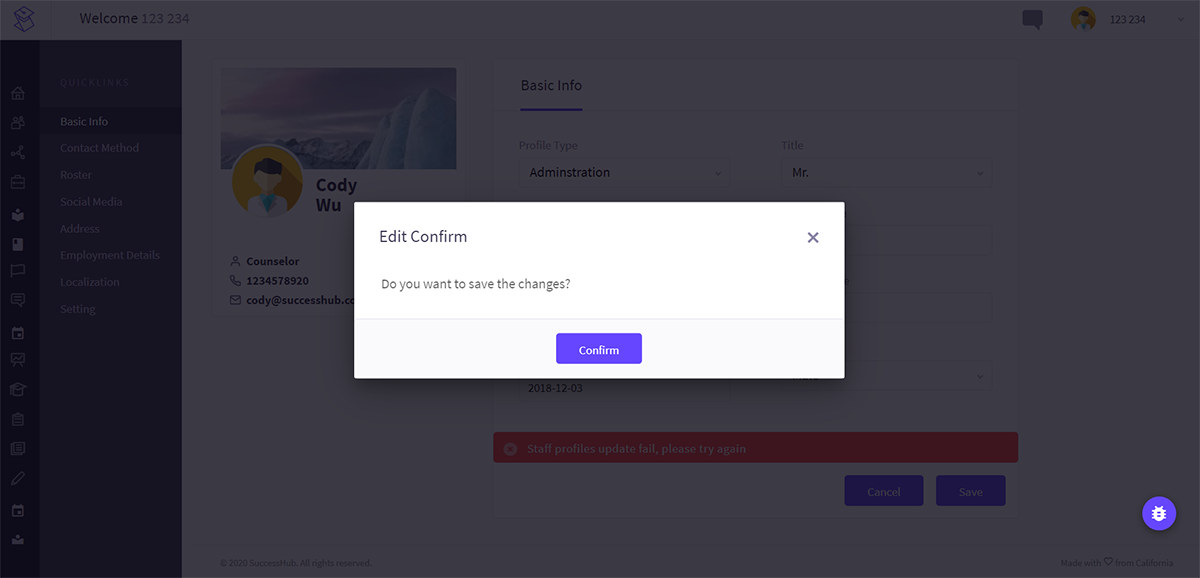 Welcome 123 234
123 234
QUICKLINKS
Basic Info
Contact Method
Roster
Social Media
Address
Employment Details
Localization
Setting
Cody
Wu
Counselor
1234578920
cody@successhub.co
Basic Info
Profile Type
Title
Adminstration
Mr.
Edit Confirm
Do you want to save the changes?
Confirm
2018-12-03
Staff profiles update fail, please try again
Cancel
Save
© 2020 SuccessHub. All rights reserved.
Made with ♡ from California